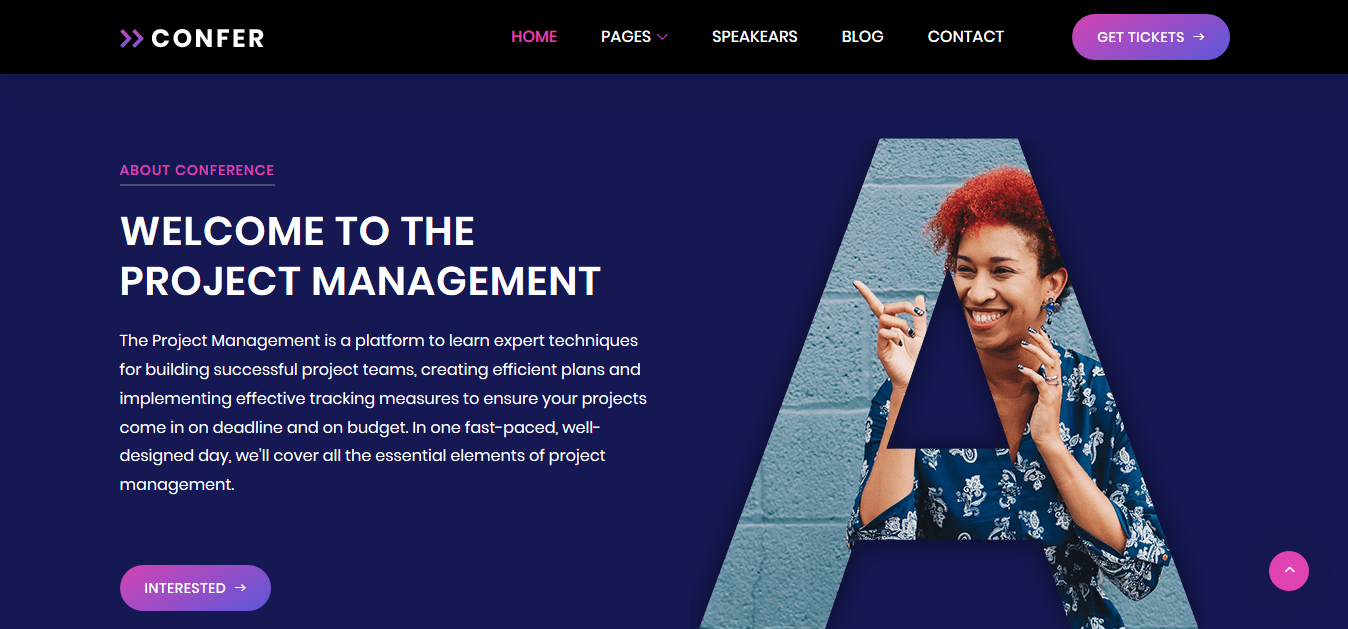 CONFER
HOME PAGES SPEAKEARS BLOG CONTACT GET TICKETS
ABOUT CONFERENCE
WELCOME TO THE
PROJECT MANAGEMENT
The Project Management is a platform to learn expert techniques
for building successful project teams, creating efficient plans and
implementing effective tracking measures to ensure your projects
come in on deadline and on budget. In one fast-paced, well-
designed day, we'll cover all the essential elements of project
management.
INTERESTED